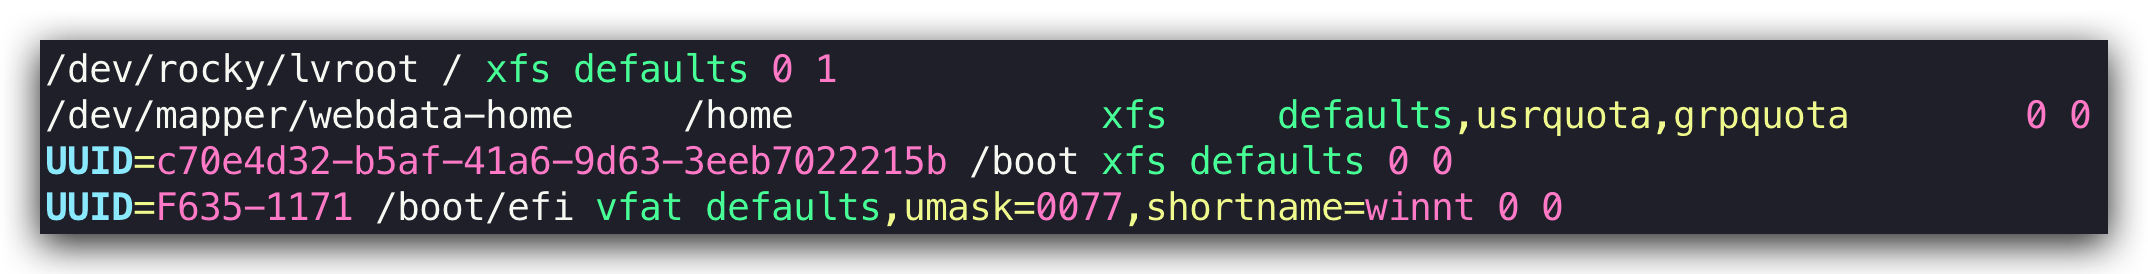 /dev/rocky/lvroot / xfs defaults 0 1
/dev/mapper/webdata-home     /home              xfs     defaults,usrquota,grpquota        0 0
UUID=c70e4d32-b5af-41a6-9d63-3eeb7022215b /boot xfs defaults 0 0
UUID=F635-1171 /boot/efi vfat defaults,umask=0077,shortname=winnt 0 0